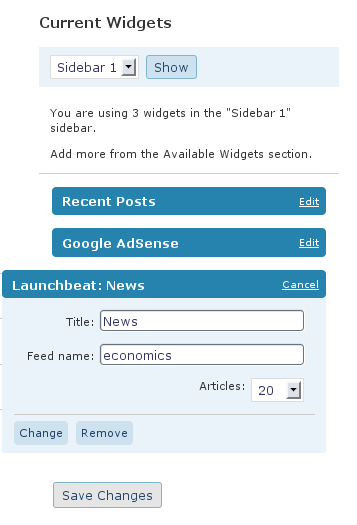 Current Widgets
Sidebar 1 Show
You are using 3 widgets in the "Sidebar 1"
sidebar.
Add more from the Available Widgets section.
Recent Posts Edit
Google AdSense Edit
Launchbeat: News Cancel
Title: News
Feed name: economics
Articles: 20
Change Remove
Save Changes